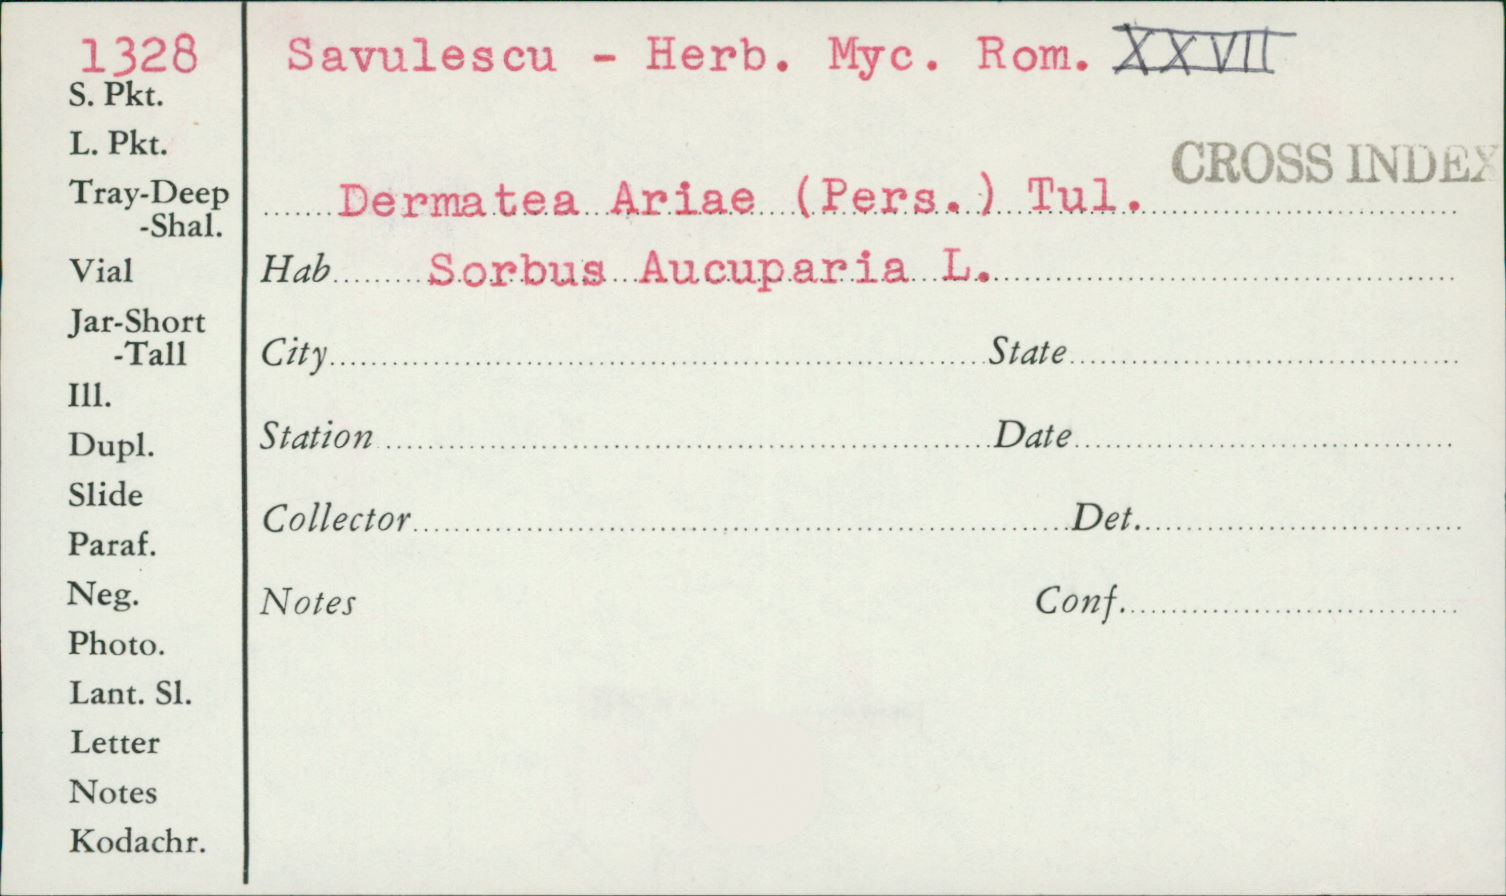 1328
Savulescu - Herb. Myc. Rom. XXVII
S. Pkt.
L. Pkt.
CROSS INDEX
Tray-Deep
-Shal.
Dermatea Ariae (Pers.) Tul.
Vial
Hab Sorbus Aucuparia L.
Jar-Short
-Tall
City State
Ill.
Dupl.
Station Date
Slide
Collector Det.
Paraf.
Neg.
Notes Conf.
Photo.
Lant. Sl.
Letter
Notes
Kodachr.